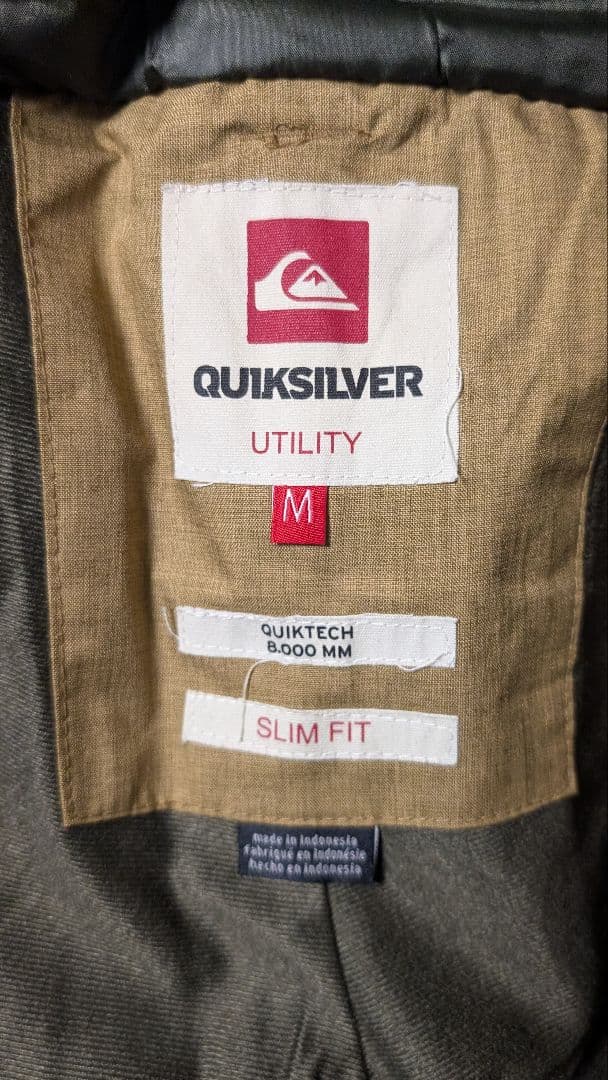 QUIKSILVER
UTILITY
M
QUIKTECH
8.000 MM
SLIM FIT
made in Indonesia
fabriqué en Indonésie
hecho en Indonesia